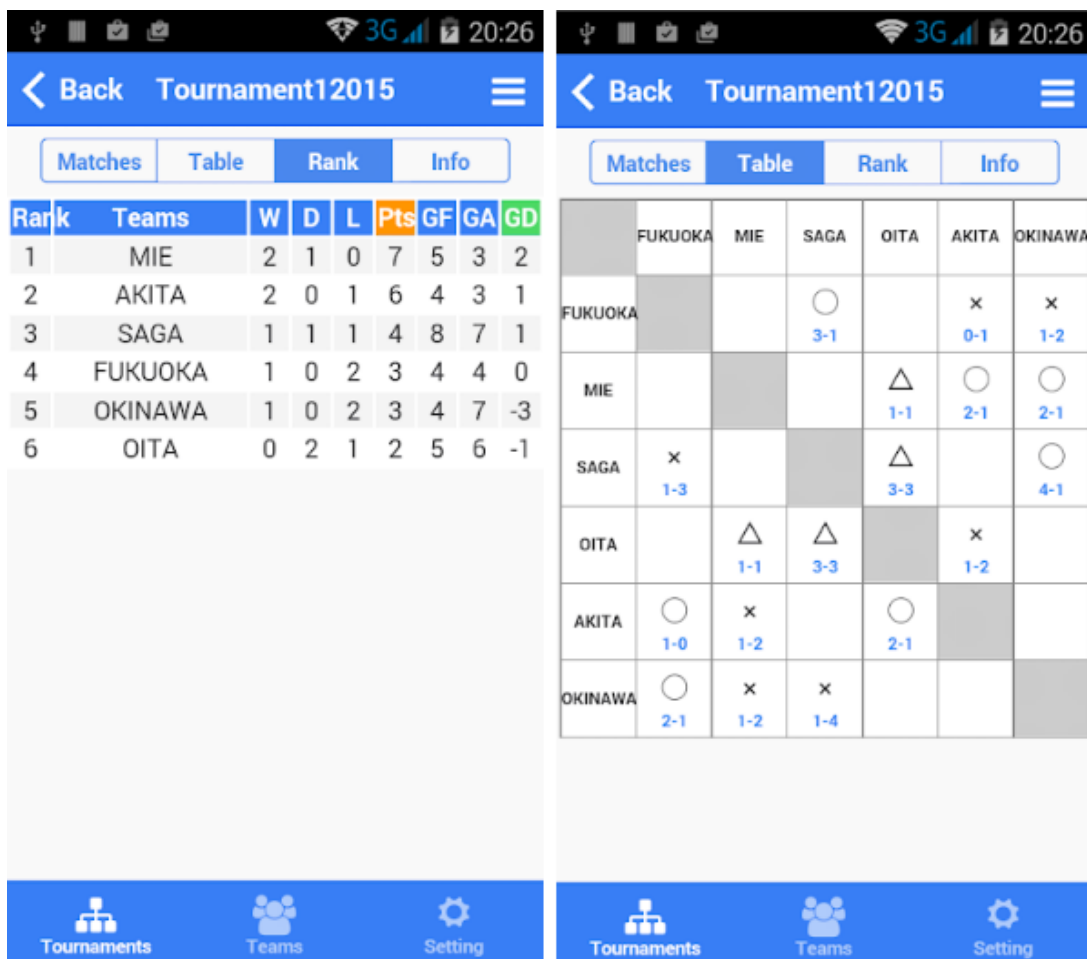 3G 20:26
Back Tournament12015
Matches Table Rank Info
Rank Teams W D L Pts GF GA GD
1 MIE 2 1 0 7 5 3 2
2 AKITA 2 0 1 6 4 3 1
3 SAGA 1 1 1 4 8 7 1
4 FUKUOKA 1 0 2 3 4 4 0
5 OKINAWA 1 0 2 3 4 7 -3
6 OITA 0 2 1 2 5 6 -1
Tournaments Teams Setting
3G 20:26
Back Tournament12015
Matches Table Rank Info
FUKUOKA MIE SAGA OITA AKITA OKINAWA
FUKUOKA ○ × ×
3-1 0-1 1-2
MIE △ ○ ○
1-1 2-1 2-1
SAGA × △ ○
1-3 3-3 4-1
OITA △ △ ×
1-1 3-3 1-2
AKITA ○ × ○
1-0 1-2 2-1
OKINAWA ○ × ×
2-1 1-2 1-4
Tournaments Teams Setting